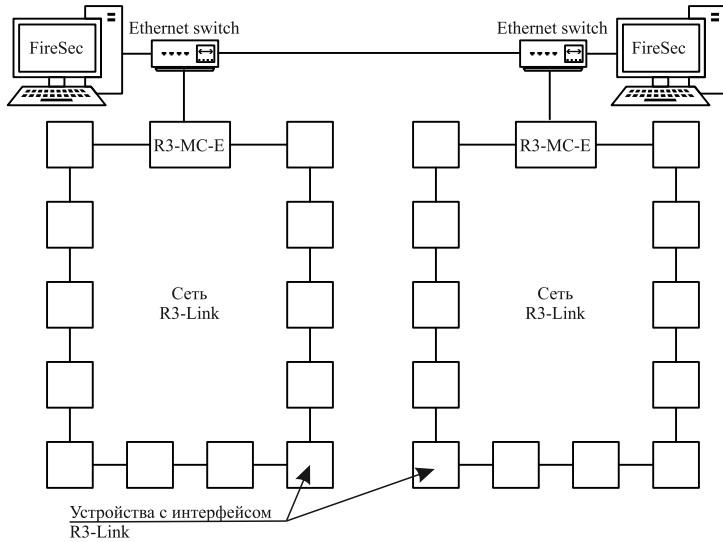 Ethernet switch
Ethernet switch
FireSec
FireSec
R3-MC-E
R3-MC-E
Сеть
R3-Link
Сеть
R3-Link
Устройства с интерфейсом
R3-Link